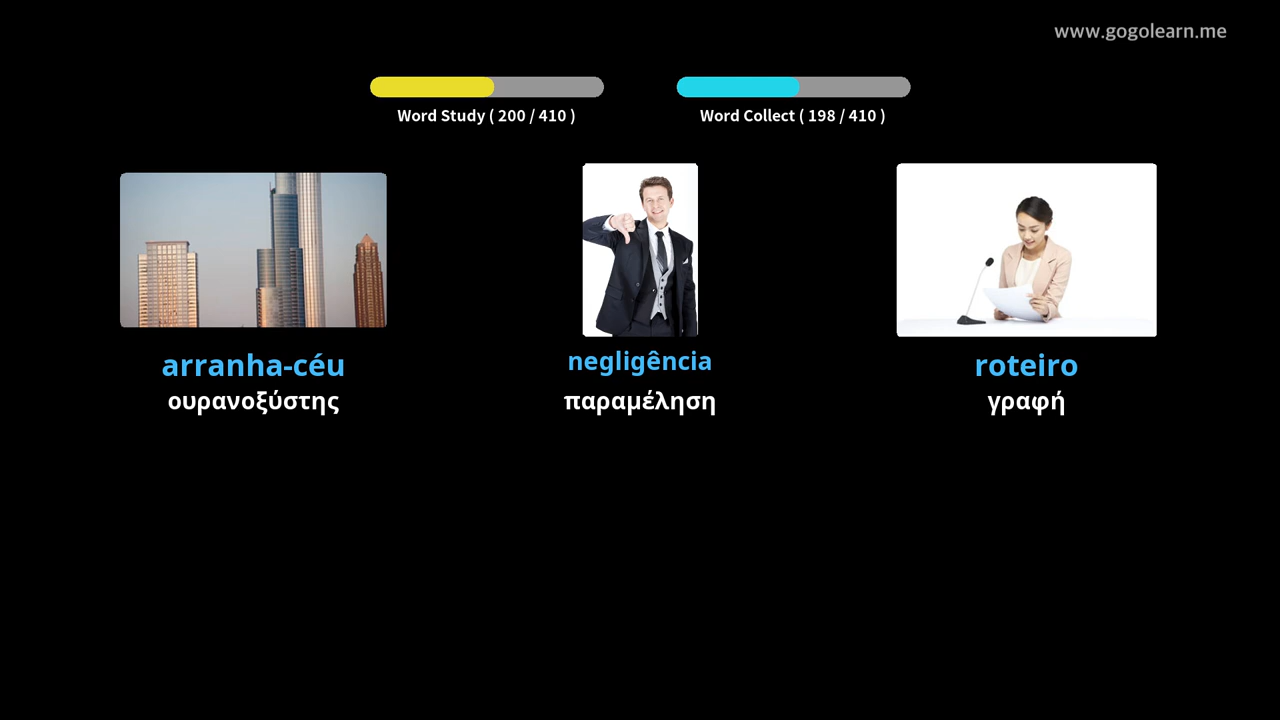 www.gogolearn.me
Word Study ( 200 / 410 )
Word Collect ( 198 / 410 )
arranha-céu
ουρανοξύστης
negligência
παραμέληση
roteiro
γραφή